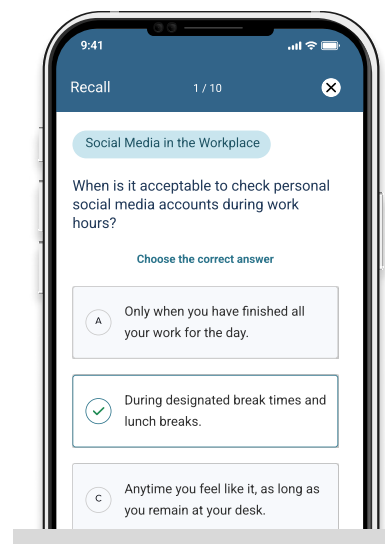 9:41
Recall
1 / 10
Social Media in the Workplace
When is it acceptable to check personal
social media accounts during work
hours?
Choose the correct answer
A
Only when you have finished all
your work for the day.
During designated break times and
lunch breaks.
C
Anytime you feel like it, as long as
you remain at your desk.